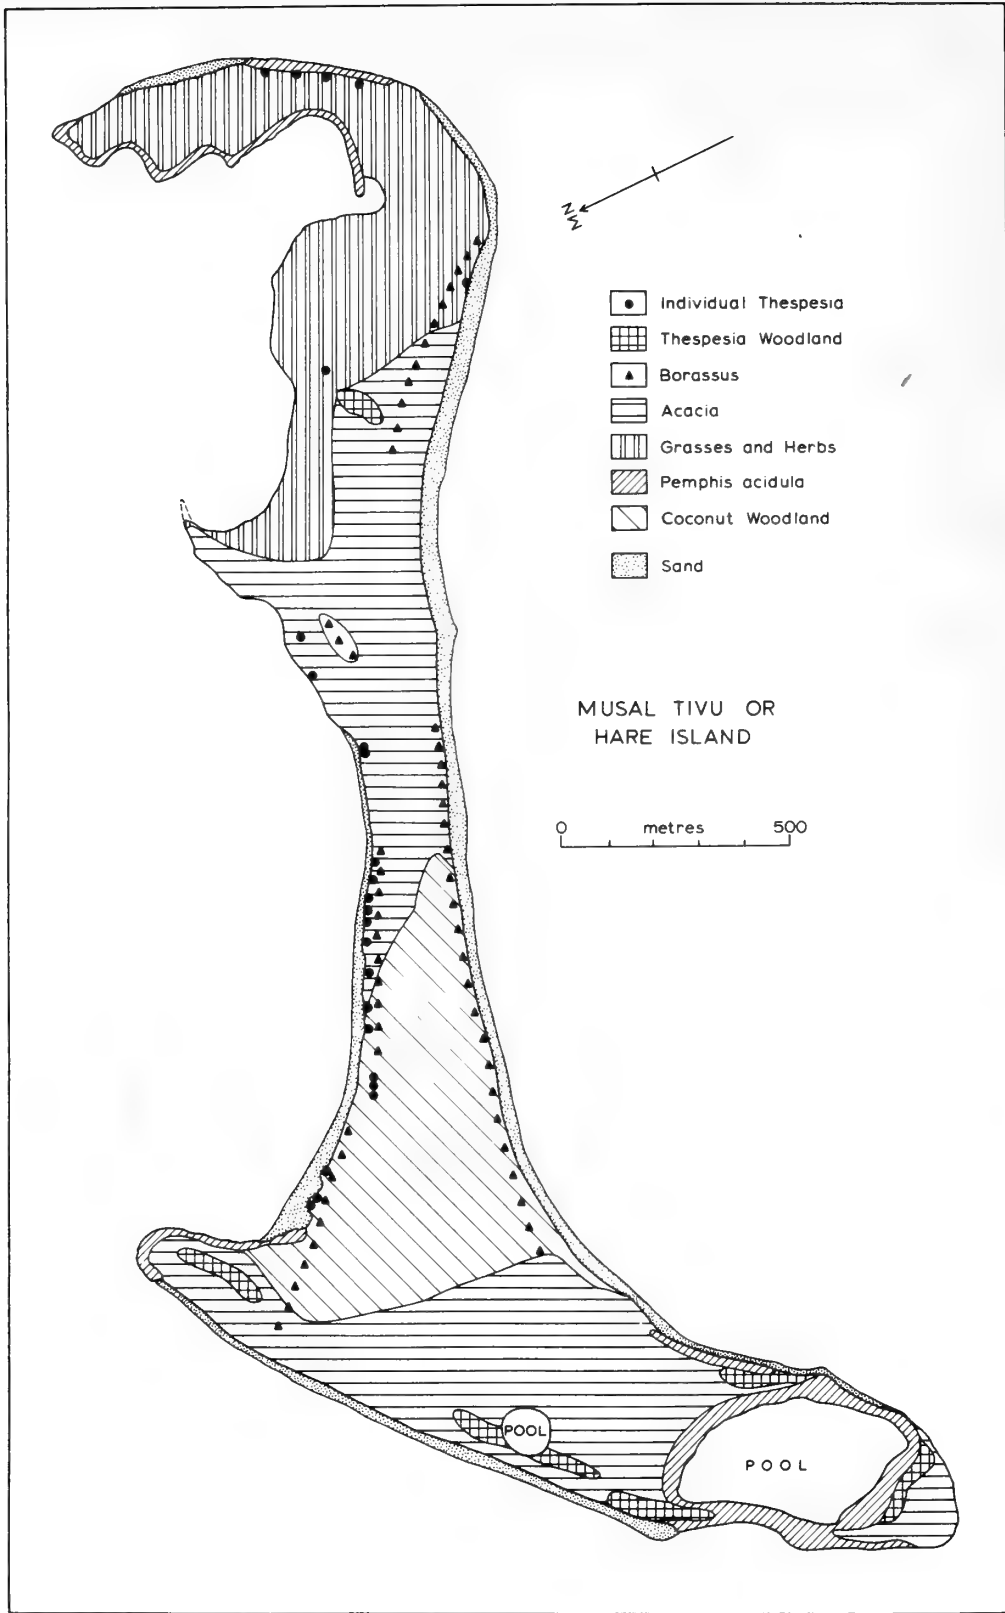 Individual Thespesia
Thespesia Woodland
Borassus
Acacia
Grasses and Herbs
Pemphis acidula
Coconut Woodland
Sand
MUSAL TIVU OR
HARE ISLAND
0 metres 500
POOL
POOL